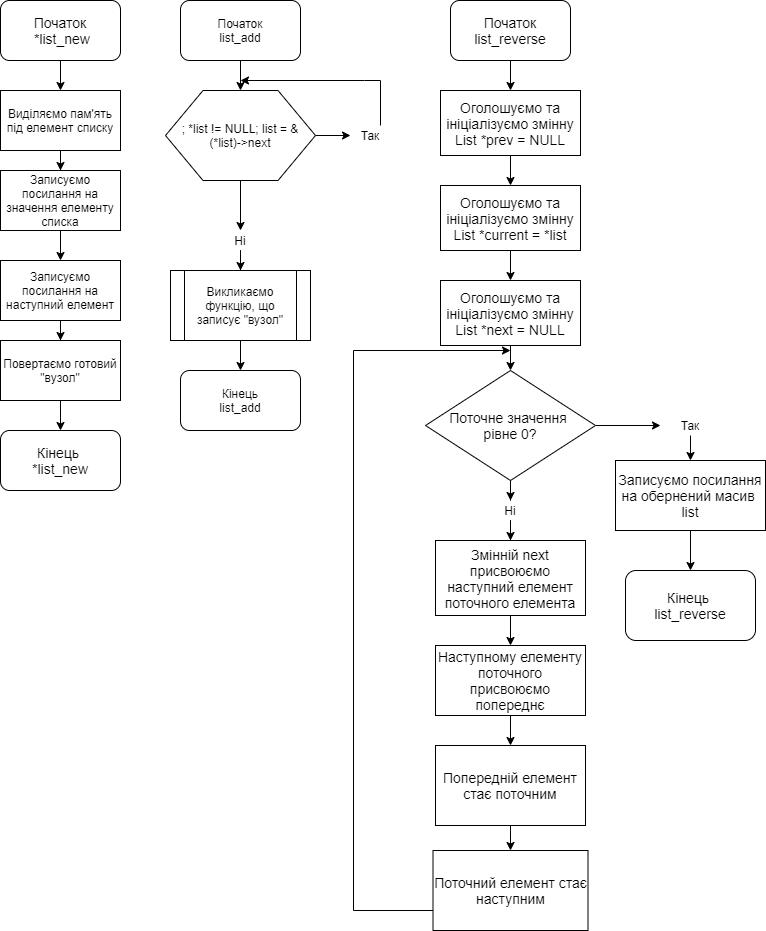 Початок
*list_new
Виділяємо пам'ять
під елемент списку
Записуємо
посилання на
значення елементу
списка
Записуємо
посилання на
наступний елемент
Повертаємо готовий
"вузол"
Кінець
*list_new
Початок
list_add
; *list != NULL; list = &
(*list)->next
Так
Ні
Викликаємо
функцію, що
записує "вузол"
Кінець
list_add
Початок
list_reverse
Оголошуємо та
ініціалізуємо змінну
List *prev = NULL
Оголошуємо та
ініціалізуємо змінну
List *current = *list
Оголошуємо та
ініціалізуємо змінну
List *next = NULL
Поточне значення
рівне 0?
Так
Записуємо посилання
на обернений масив
list
Кінець
list_reverse
Ні
Змінній next
присвоюємо
наступний елемент
поточного елемента
Наступному елементу
поточного
присвоюємо
попереднє
Попередній елемент
стає поточним
Поточний елемент стає
наступним